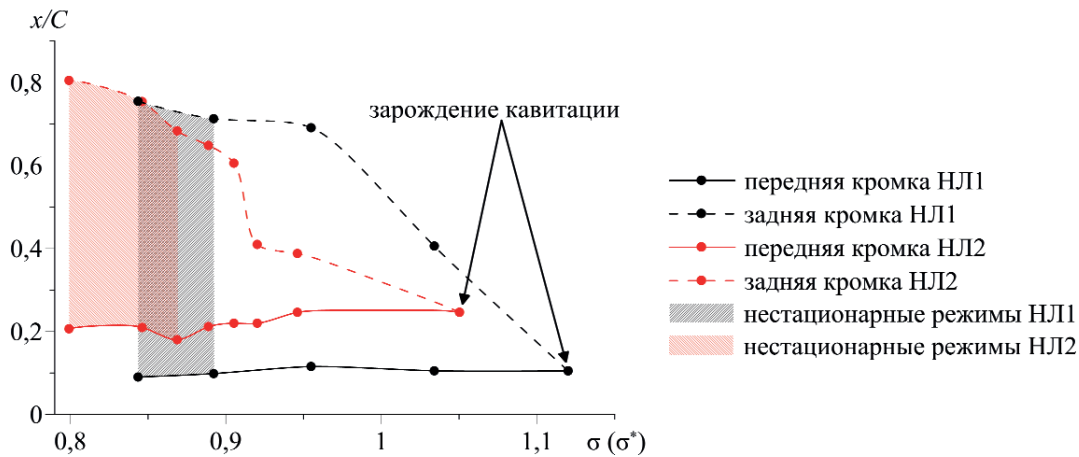 x/C
0,8
0,6
0,4
0,2
0
0,8
0,9
1
1,1
σ (σ*)
зарождение кавитации
передняя кромка НЛ1
задняя кромка НЛ1
передняя кромка НЛ2
задняя кромка НЛ2
нестационарные режимы НЛ1
нестационарные режимы НЛ2